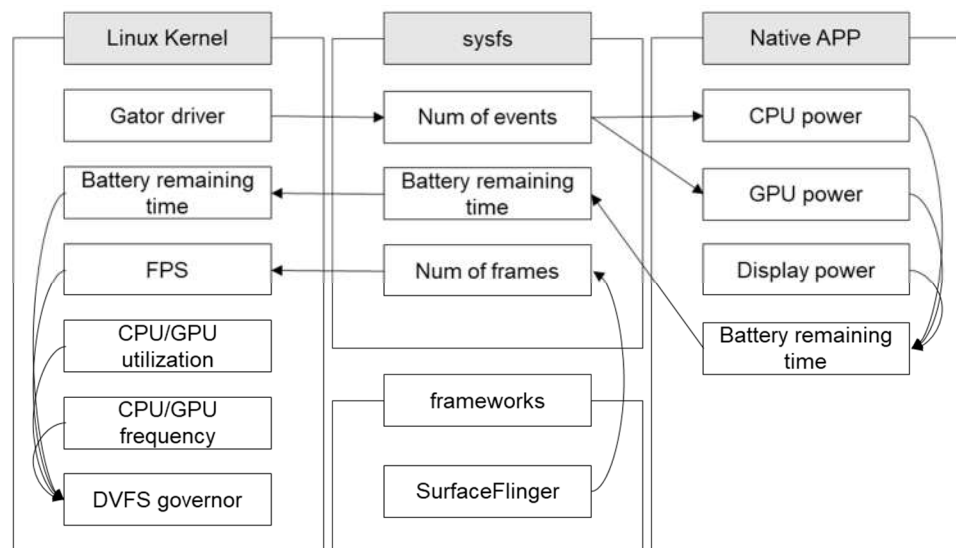 Linux Kernel
Gator driver
Battery remaining
time
FPS
CPU/GPU
utilization
CPU/GPU
frequency
DVFS governor
sysfs
Num of events
Battery remaining
time
Num of frames
frameworks
SurfaceFlinger
Native APP
CPU power
GPU power
Display power
Battery remaining
time